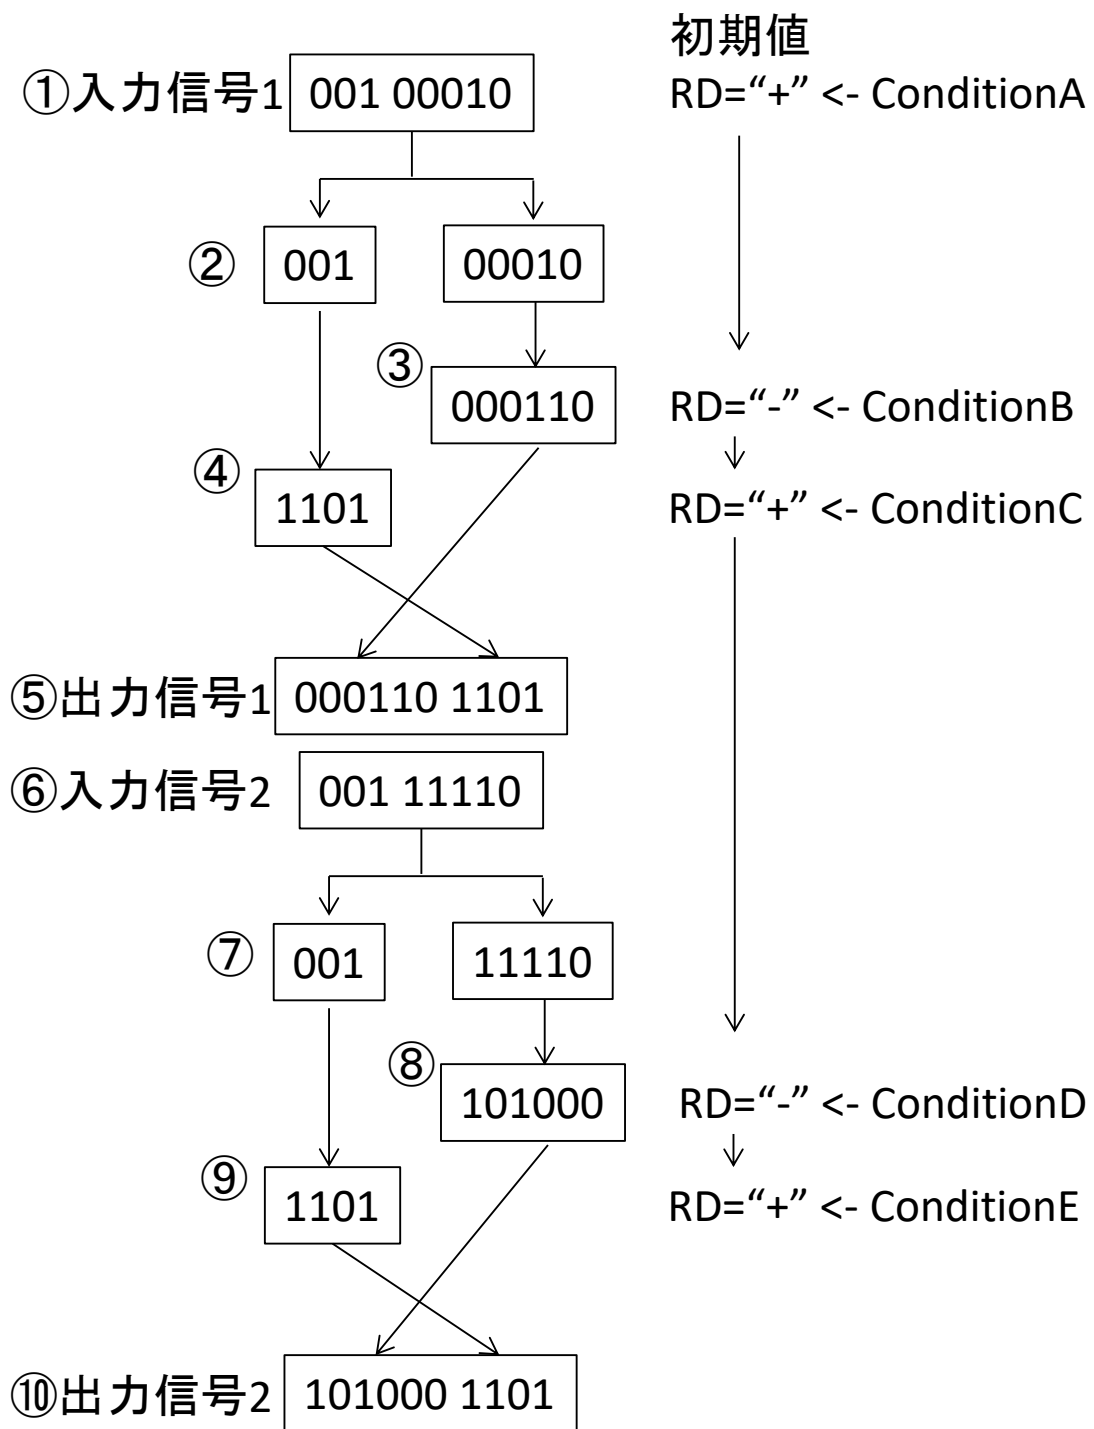 初期値
①入力信号1 001 00010 RD=“+” <- ConditionA
② 001 00010
③ 000110 RD=“-” <- ConditionB
④ 1101 RD=“+” <- ConditionC
⑤出力信号1 000110 1101
⑥入力信号2 001 11110
⑦ 001 11110
⑧ 101000 RD=“-” <- ConditionD
⑨ 1101 RD=“+” <- ConditionE
⑩出力信号2 101000 1101